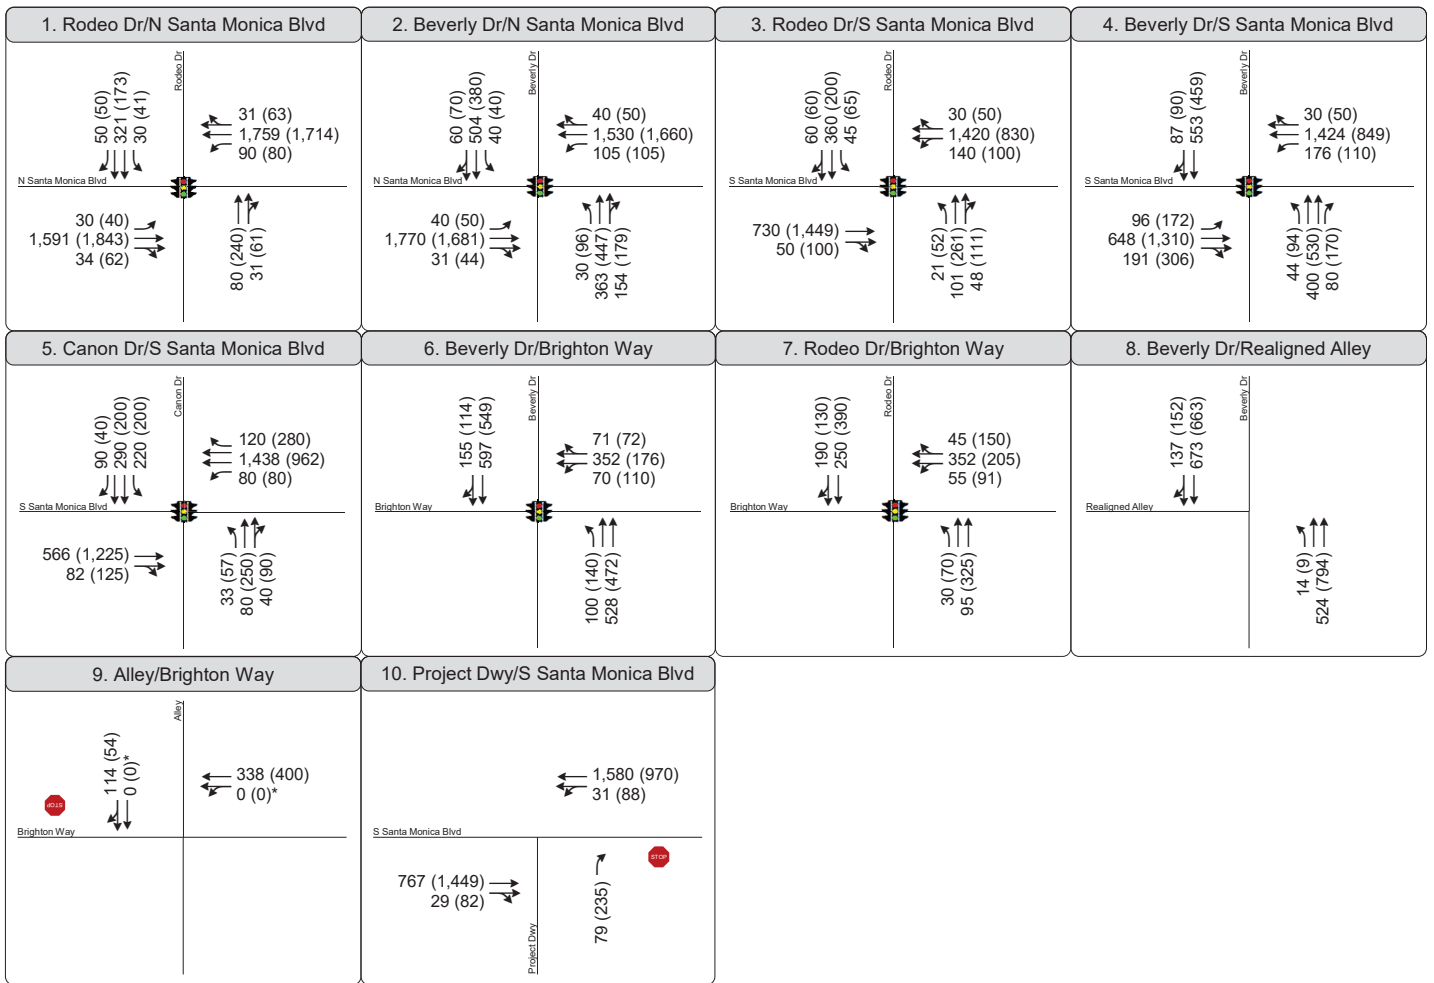 1. Rodeo Dr/N Santa Monica Blvd
Rodeo Dr
50 (50)
321 (173)
30 (41)
31 (63)
1,759 (1,714)
90 (80)
N Santa Monica Blvd
30 (40)
1,591 (1,843)
34 (62)
80 (240)
31 (61)
2. Beverly Dr/N Santa Monica Blvd
Beverly Dr
60 (70)
504 (380)
40 (40)
40 (50)
1,530 (1,660)
105 (105)
N Santa Monica Blvd
40 (50)
1,770 (1,681)
31 (44)
30 (96)
363 (447)
154 (179)
3. Rodeo Dr/S Santa Monica Blvd
Rodeo Dr
60 (60)
360 (200)
45 (65)
30 (50)
1,420 (830)
140 (100)
S Santa Monica Blvd
730 (1,449)
50 (100)
21 (52)
101 (261)
48 (111)
4. Beverly Dr/S Santa Monica Blvd
Beverly Dr
87 (90)
553 (459)
30 (50)
1,424 (849)
176 (110)
S Santa Monica Blvd
96 (172)
648 (1,310)
191 (306)
44 (94)
400 (530)
80 (170)
5. Canon Dr/S Santa Monica Blvd
Canon Dr
90 (40)
290 (200)
220 (200)
120 (280)
1,438 (962)
80 (80)
S Santa Monica Blvd
566 (1,225)
82 (125)
33 (57)
80 (250)
40 (90)
6. Beverly Dr/Brighton Way
Beverly Dr
155 (114)
597 (549)
71 (72)
352 (176)
70 (110)
Brighton Way
100 (140)
528 (472)
7. Rodeo Dr/Brighton Way
Rodeo Dr
190 (130)
250 (390)
45 (150)
352 (205)
55 (91)
Brighton Way
30 (70)
95 (325)
8. Beverly Dr/Realigned Alley
Beverly Dr
137 (152)
673 (663)
Realigned Alley
14 (9)
524 (794)
9. Alley/Brighton Way
Alley
114 (54)
0 (0)*
338 (400)
0 (0)*
STOP
Brighton Way
10. Project Dwy/S Santa Monica Blvd
1,580 (970)
31 (88)
S Santa Monica Blvd
STOP
767 (1,449)
29 (82)
79 (235)
Project Dwy